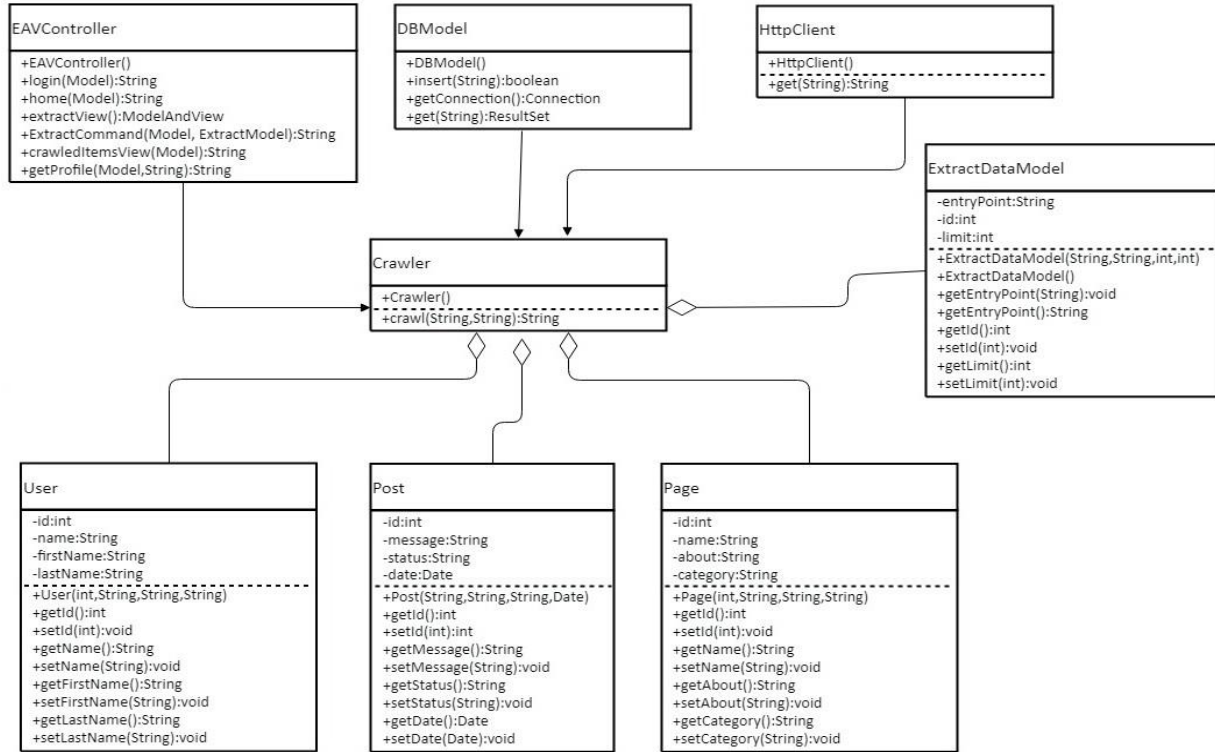 EAVController
+EAVController()
+login(Model):String
+home(Model):String
+extractView():ModelAndView
+ExtractCommand(Model, ExtractModel):String
+crawledItemsView(Model):String
+getProfile(Model,String):String
DBModel
+DBModel()
+insert(String):boolean
+getConnection():Connection
+get(String):ResultSet
HttpClient
+HttpClient()
+get(String):String
ExtractDataModel
-entryPoint:String
-id:int
-limit:int
+ExtractDataModel(String,String,int,int)
+ExtractDataModel()
+getEntryPoint(String):void
+getEntryPoint():String
+getId():int
+setId(int):void
+getLimit():int
+setLimit(int):void
Crawler
+Crawler()
+crawl(String,String):String
User
-id:int
-name:String
-firstName:String
-lastName:String
+User(int,String,String,String)
+getId():int
+setId(int):void
+getName():String
+setName(String):void
+getFirstName():String
+setFirstName(String):void
+getLastName():String
+setLastName(String):void
Post
-id:int
-message:String
-status:String
-date:Date
+Post(String,String,String,Date)
+getId():int
+setId(int):int
+getMessage():String
+setMessage(String):void
+getStatus():String
+setStatus(String):void
+getDate():Date
+setDate(Date):void
Page
-id:int
-name:String
-about:String
-category:String
+Page(int,String,String,String)
+getId():int
+setId(int):void
+getName():String
+setName(String):void
+getAbout():String
+setAbout(String):void
+getCategory():String
+setCategory(String):void